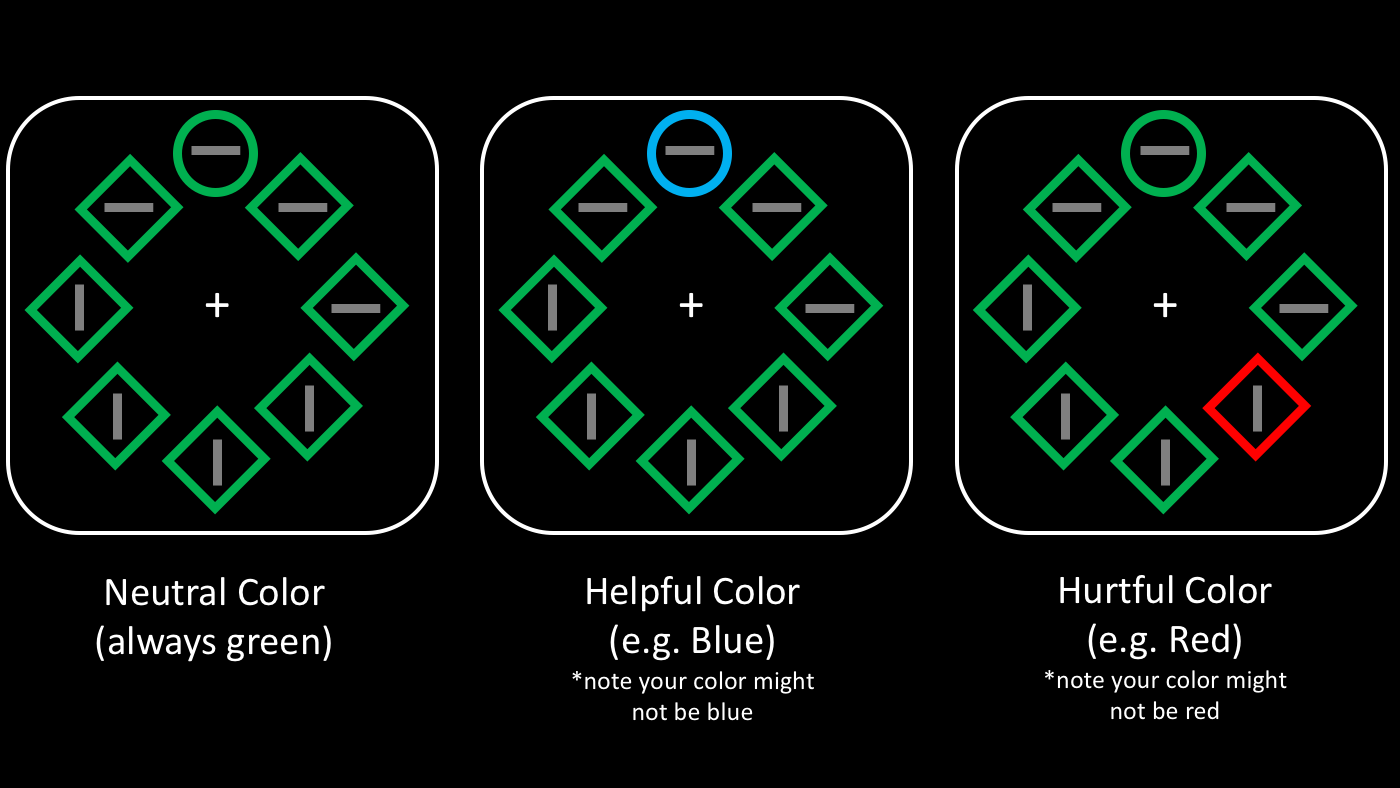 Neutral Color
(always green)
Helpful Color
(e.g. Blue)
*note your color might
not be blue
Hurtful Color
(e.g. Red)
*note your color might
not be red